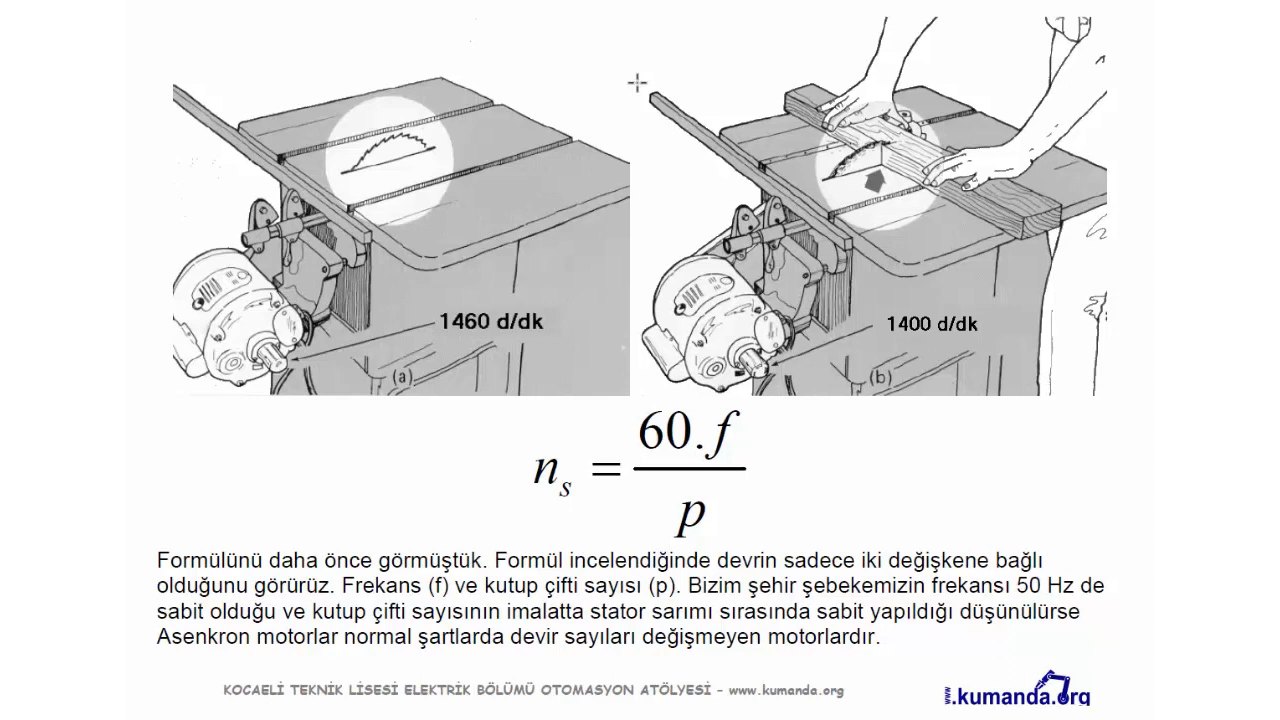 1460 d/dk
1400 d/dk
(a)
(b)
n_s = 60.f / p
Formülünü daha önce görmüştük. Formül incelendiğinde devrin sadece iki değişkene bağlı
olduğunu görürüz. Frekans (f) ve kutup çifti sayısı (p). Bizim şehir şebekemizin frekansı 50 Hz de
sabit olduğu ve kutup çifti sayısının imalatta stator sarımı sırasında sabit yapıldığı düşünülürse
Asenkron motorlar normal şartlarda devir sayıları değişmeyen motorlardır.
KOCAELİ TEKNİK LİSESİ ELEKTRİK BÖLÜMÜ OTOMASYON ATÖLYESİ - www.kumanda.org
www.kumanda.org